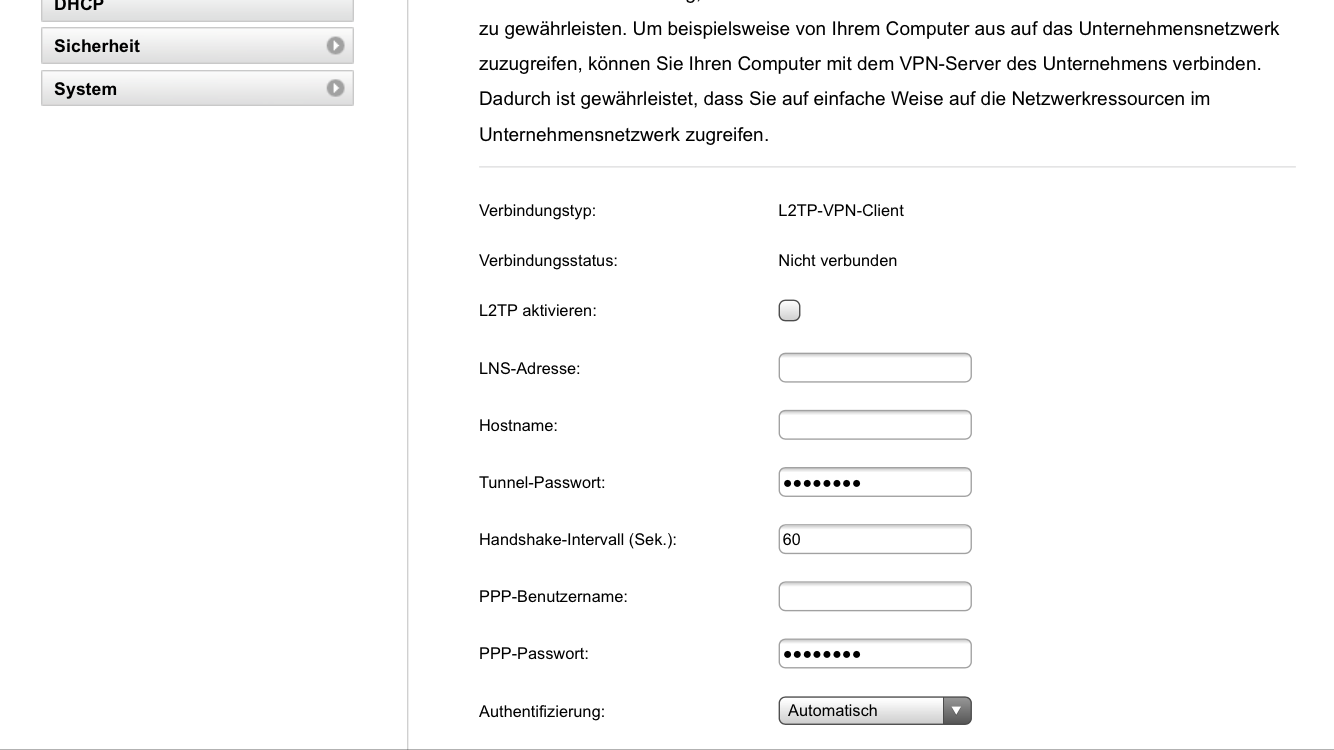 DHCP
Sicherheit
System
zu gewährleisten. Um beispielsweise von Ihrem Computer aus auf das Unternehmensnetzwerk
zuzugreifen, können Sie Ihren Computer mit dem VPN-Server des Unternehmens verbinden.
Dadurch ist gewährleistet, dass Sie auf einfache Weise auf die Netzwerkressourcen im
Unternehmensnetzwerk zugreifen.
Verbindungstyp: L2TP-VPN-Client
Verbindungsstatus: Nicht verbunden
L2TP aktivieren:
LNS-Adresse:
Hostname:
Tunnel-Passwort: ••••••••
Handshake-Intervall (Sek.): 60
PPP-Benutzername:
PPP-Passwort: ••••••••
Authentifizierung: Automatisch